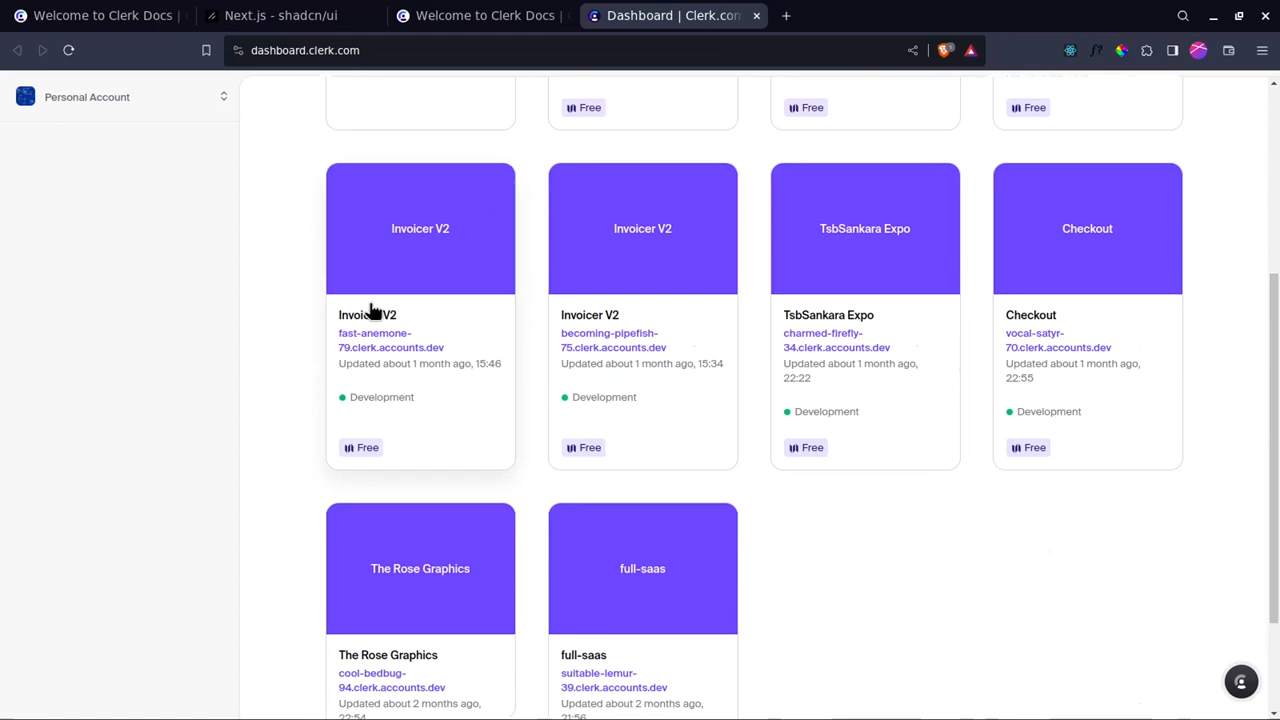 Welcome to Clerk Docs |
Next.js - shadcn/ui
Welcome to Clerk Docs |
Dashboard | Clerk.com
dashboard.clerk.com
Personal Account
Free
Free
Free
Invoicer V2
Invoicer V2
TsbSankara Expo
Checkout
Invoicer V2
fast-anemone-
79.clerk.accounts.dev
Updated about 1 month ago, 15:46
Development
Free
Invoicer V2
becoming-pipefish-
75.clerk.accounts.dev
Updated about 1 month ago, 15:34
Development
Free
TsbSankara Expo
charmed-firefly-
34.clerk.accounts.dev
Updated about 1 month ago,
22:22
Development
Free
Checkout
vocal-satyr-
70.clerk.accounts.dev
Updated about 1 month ago,
22:55
Development
Free
The Rose Graphics
full-saas
The Rose Graphics
cool-bedbug-
94.clerk.accounts.dev
Updated about 2 months ago,
22:54
full-saas
suitable-lemur-
39.clerk.accounts.dev
Updated about 2 months ago,
21:56